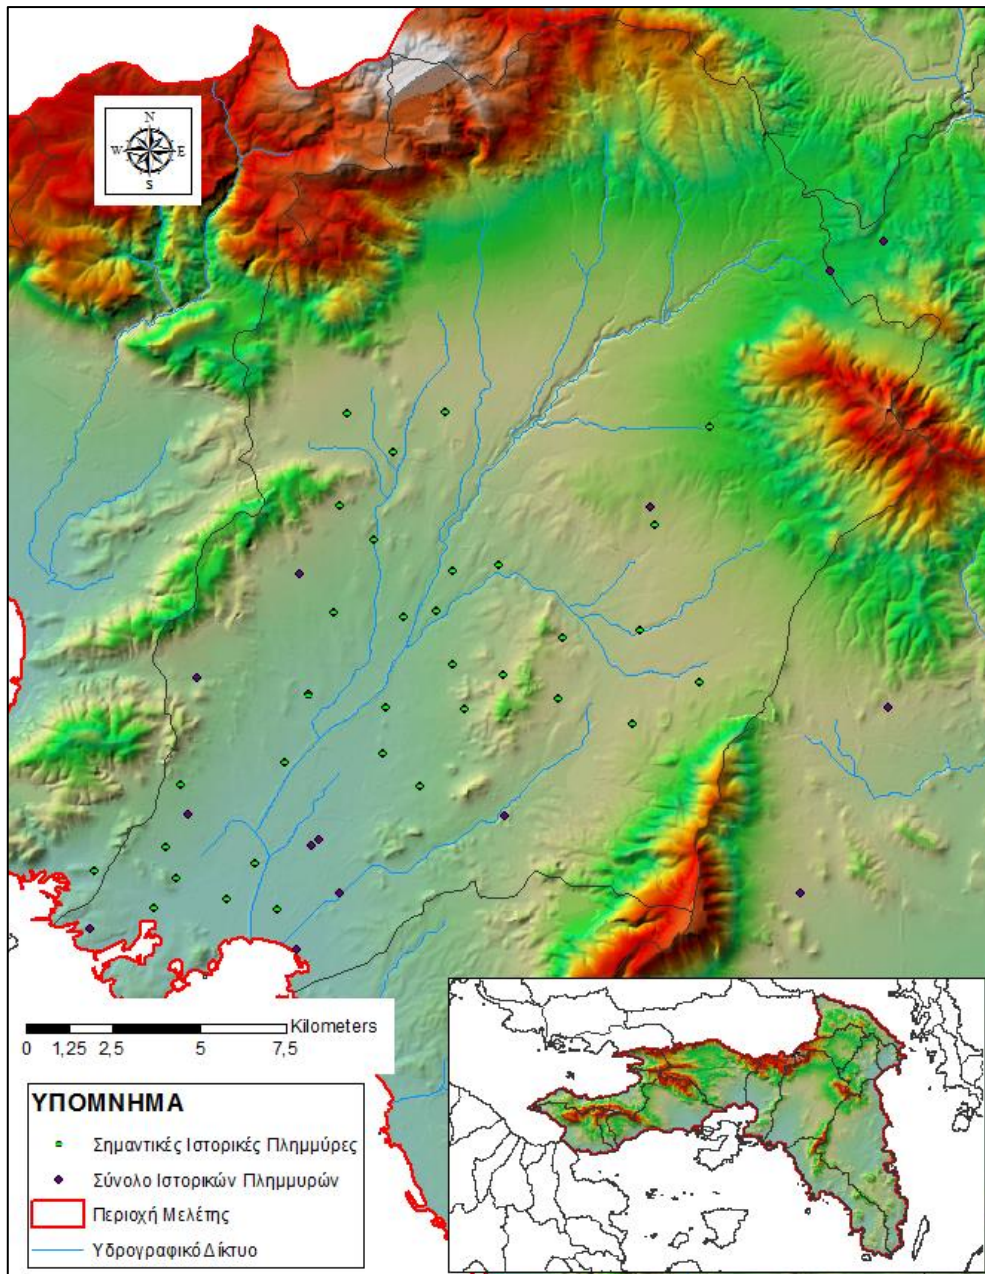 N
W E
S
Kilometers
0 1,25 2,5 5 7,5
ΥΠΟΜΝΗΜΑ
Σημαντικές Ιστορικές Πλημμύρες
Σύνολο Ιστορικών Πλημμυρών
Περιοχή Μελέτης
Υδρογραφικό Δίκτυο